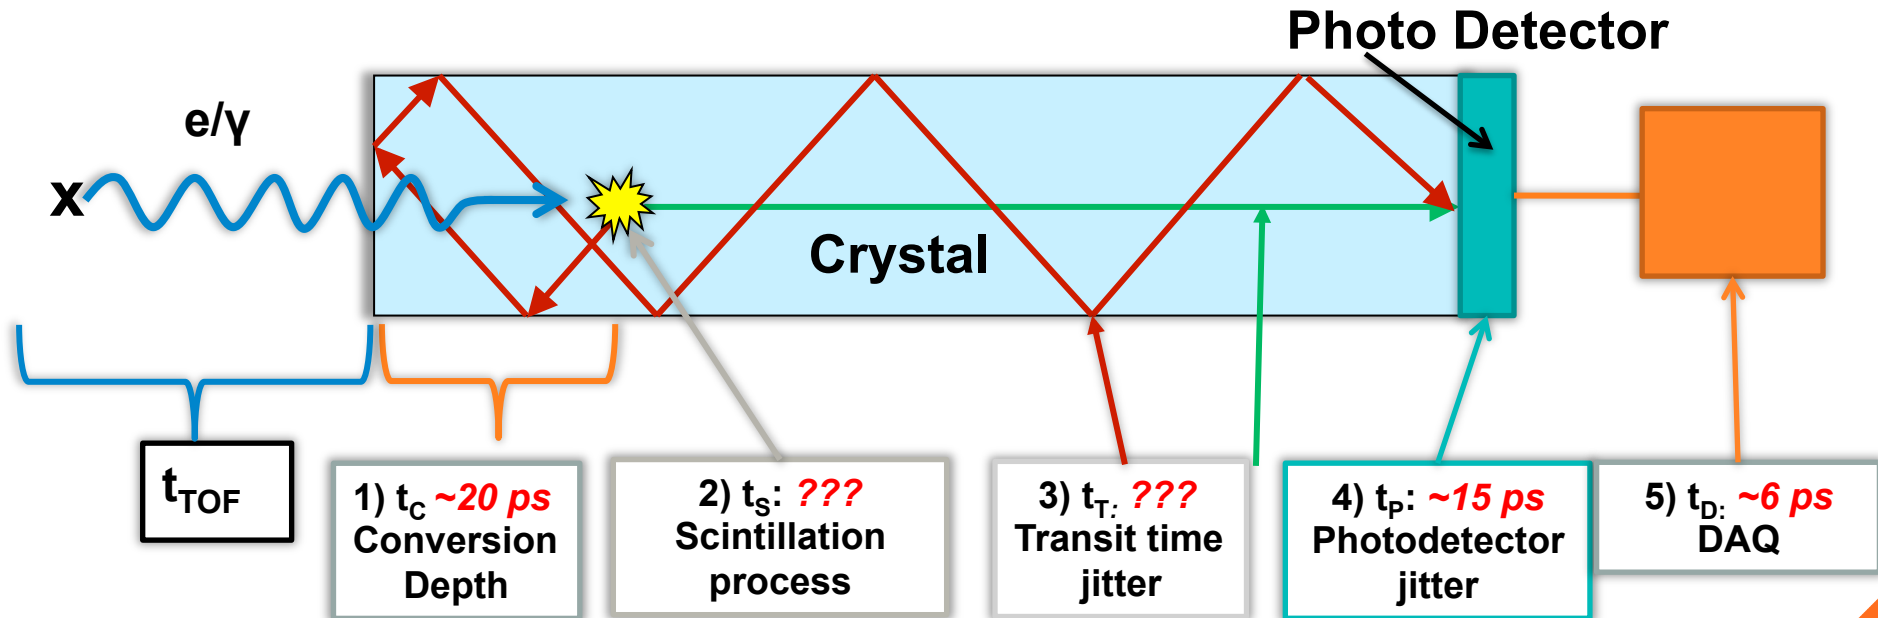 Photo Detector
e/γ
x
Crystal
tTOF
1) tC ~20 ps
Conversion
Depth
2) tS: ???
Scintillation
process
3) tT: ???
Transit time
jitter
4) tP: ~15 ps
Photodetector
jitter
5) tD: ~6 ps
DAQ